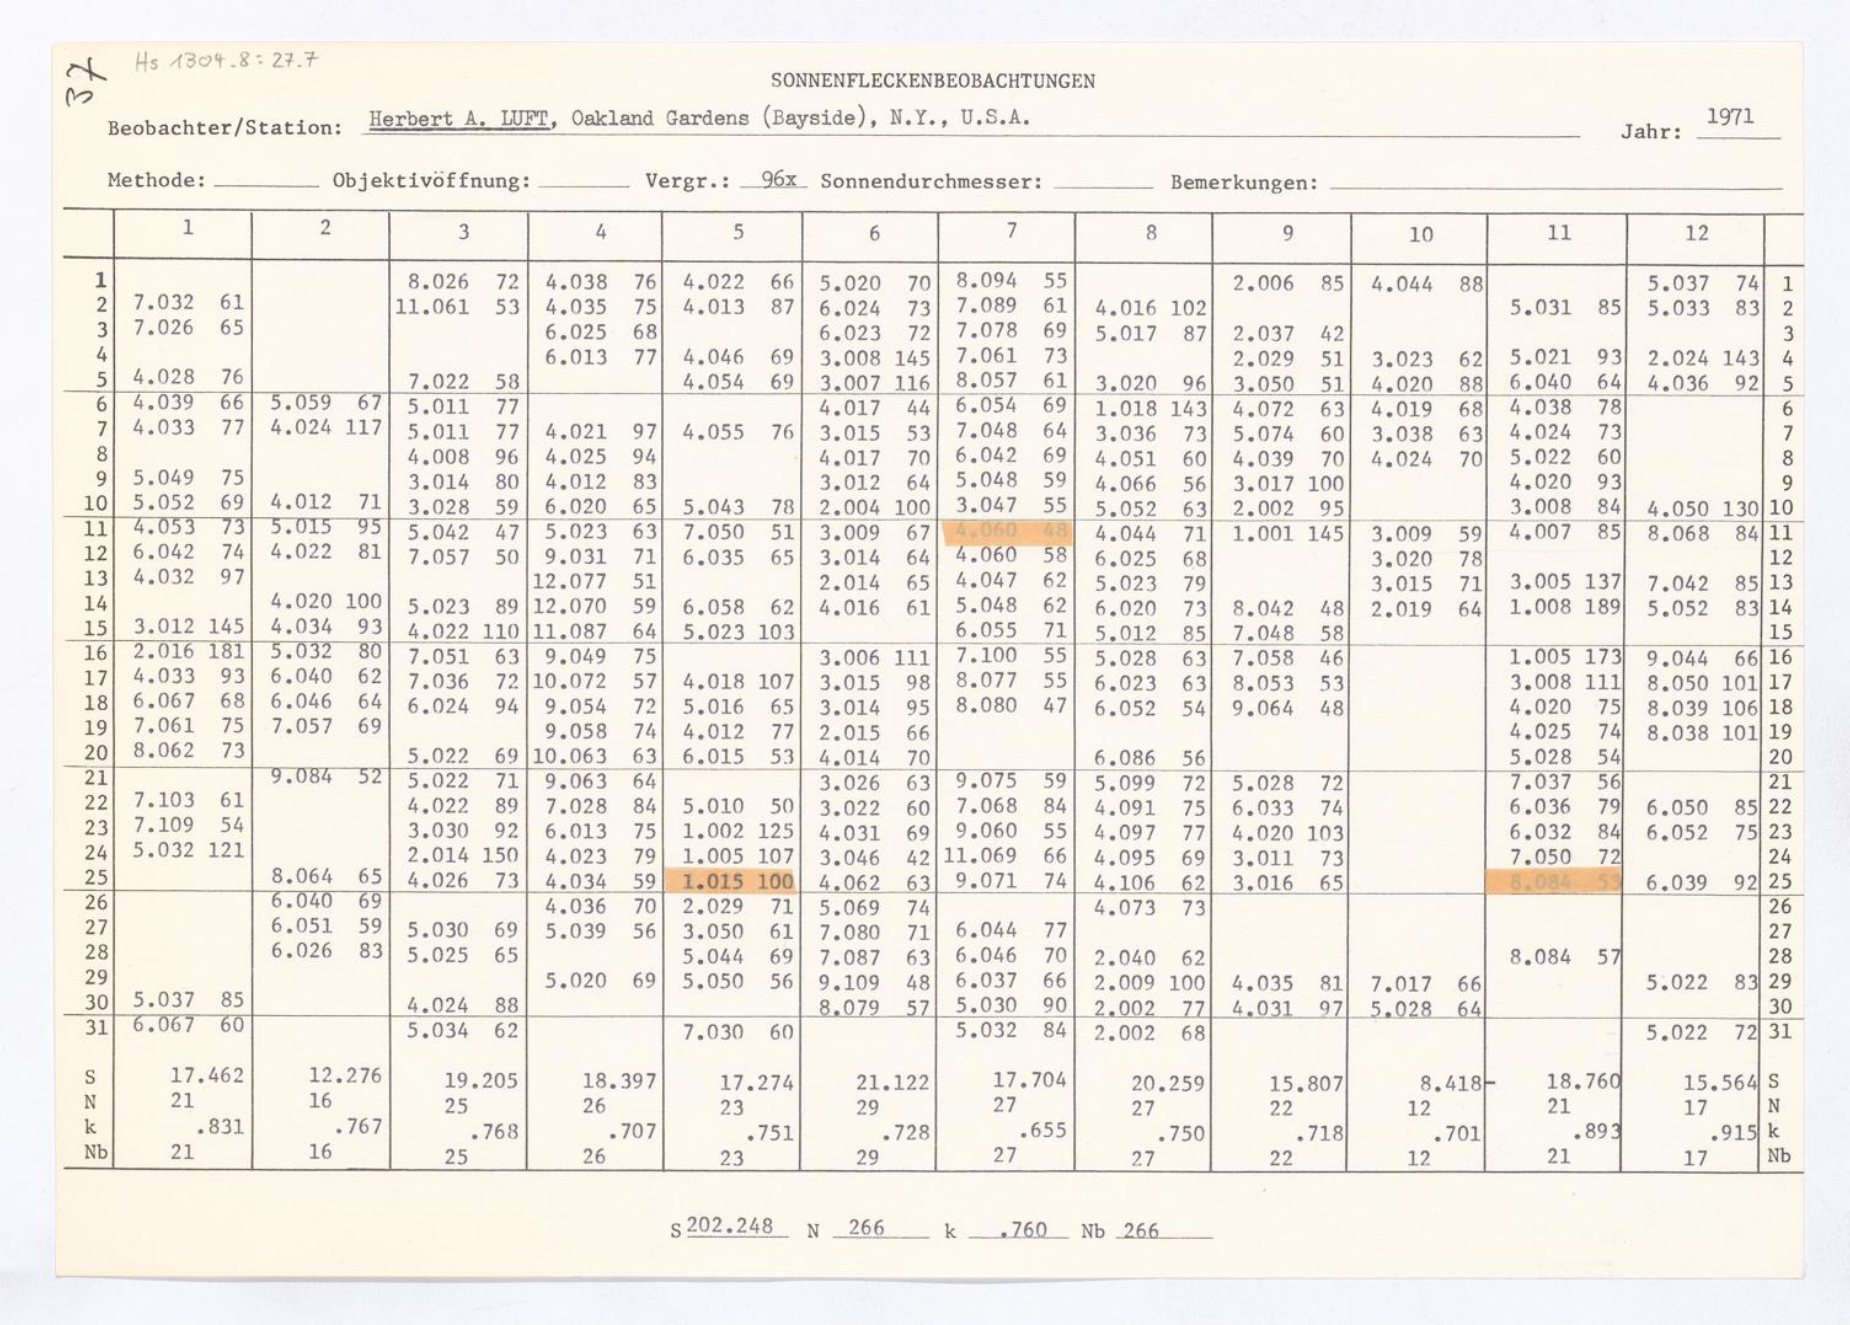 37
Hs 1304.8:27.7
SONNENFLECKENBEOBACHTUNGEN
Beobachter/Station: Herbert A. LUFT, Oakland Gardens (Bayside), N.Y., U.S.A. Jahr: 1971
Methode: Objektivöffnung: Vergr.: 96x Sonnendurchmesser: Bemerkungen:
1 2 3 4 5 6 7 8 9 10 11 12
1 8.026 72 4.038 76 4.022 66 5.020 70 8.094 55 2.006 85 4.044 88 5.037 74 1
2 7.032 61 11.061 53 4.035 75 4.013 87 6.024 73 7.089 61 4.016 102 5.031 85 5.033 83 2
3 7.026 65 6.025 68 6.023 72 7.078 69 5.017 87 2.037 42 3
4 6.013 77 4.046 69 3.008 145 7.061 73 2.029 51 3.023 62 5.021 93 2.024 143 4
5 4.028 76 7.022 58 4.054 69 3.007 116 8.057 61 3.020 96 3.050 51 4.020 88 6.040 64 4.036 92 5
6 4.039 66 5.059 67 5.011 77 4.017 44 6.054 69 1.018 143 4.072 63 4.019 68 4.038 78 6
7 4.033 77 4.024 117 5.011 77 4.021 97 4.055 76 3.015 53 7.048 64 3.036 73 5.074 60 3.038 63 4.024 73 7
8 4.008 96 4.025 94 4.017 70 6.042 69 4.051 60 4.039 70 4.024 70 5.022 60 8
9 5.049 75 3.014 80 4.012 83 3.012 64 5.048 59 4.066 56 3.017 100 4.020 93 9
10 5.052 69 4.012 71 3.028 59 6.020 65 5.043 78 2.004 100 3.047 55 5.052 63 2.002 95 3.008 84 4.050 130 10
11 4.053 73 5.015 95 5.042 47 5.023 63 7.050 51 3.009 67 4.060 48 4.044 71 1.001 145 3.009 59 4.007 85 8.068 84 11
12 6.042 74 4.022 81 7.057 50 9.031 71 6.035 65 3.014 64 4.060 58 6.025 68 3.020 78 12
13 4.032 97 12.077 51 2.014 65 4.047 62 5.023 79 3.015 71 3.005 137 7.042 85 13
14 4.020 100 5.023 89 12.070 59 6.058 62 4.016 61 5.048 62 6.020 73 8.042 48 2.019 64 1.008 189 5.052 83 14
15 3.012 145 4.034 93 4.022 110 11.087 64 5.023 103 6.055 71 5.012 85 7.048 58 15
16 2.016 181 5.032 80 7.051 63 9.049 75 3.006 111 7.100 55 5.028 63 7.058 46 1.005 173 9.044 66 16
17 4.033 93 6.040 62 7.036 72 10.072 57 4.018 107 3.015 98 8.077 55 6.023 63 8.053 53 3.008 111 8.050 101 17
18 6.067 68 6.046 64 6.024 94 9.054 72 5.016 65 3.014 95 8.080 47 6.052 54 9.064 48 4.020 75 8.039 106 18
19 7.061 75 7.057 69 9.058 74 4.012 77 2.015 66 4.025 74 8.038 101 19
20 8.062 73 5.022 69 10.063 63 6.015 53 4.014 70 6.086 56 5.028 54 20
21 9.084 52 5.022 71 9.063 64 3.026 63 9.075 59 5.099 72 5.028 72 7.037 56 21
22 7.103 61 4.022 89 7.028 84 5.010 50 3.022 60 7.068 84 4.091 75 6.033 74 6.036 79 6.050 85 22
23 7.109 54 3.030 92 6.013 75 1.002 125 4.031 69 9.060 55 4.097 77 4.020 103 6.032 84 6.052 75 23
24 5.032 121 2.014 150 4.023 79 1.005 107 3.046 42 11.069 66 4.095 69 3.011 73 7.050 72 24
25 8.064 65 4.026 73 4.034 59 1.015 100 4.062 63 9.071 74 4.106 62 3.016 65 8.084 6.039 92 25
26 6.040 69 4.036 70 2.029 71 5.069 74 4.073 73 26
27 6.051 59 5.030 69 5.039 56 3.050 61 7.080 71 6.044 77 27
28 6.026 83 5.025 65 5.044 69 7.087 63 6.046 70 2.040 62 8.084 57 28
29 5.020 69 5.050 56 9.109 48 6.037 66 2.009 100 4.035 81 7.017 66 5.022 83 29
30 5.037 85 4.024 88 8.079 57 5.030 90 2.002 77 4.031 97 5.028 64 30
31 6.067 60 5.034 62 7.030 60 5.032 84 2.002 68 5.022 72 31
S 17.462 12.276 19.205 18.397 17.274 21.122 17.704 20.259 15.807 8.418- 18.760 15.564 S
N 21 16 25 26 23 29 27 27 22 12 21 17 N
k .831 .767 .768 .707 .751 .728 .655 .750 .718 .701 .893 .915 k
Nb 21 16 25 26 23 29 27 27 22 12 21 17 Nb
S 202.248 N 266 k .760 Nb 266